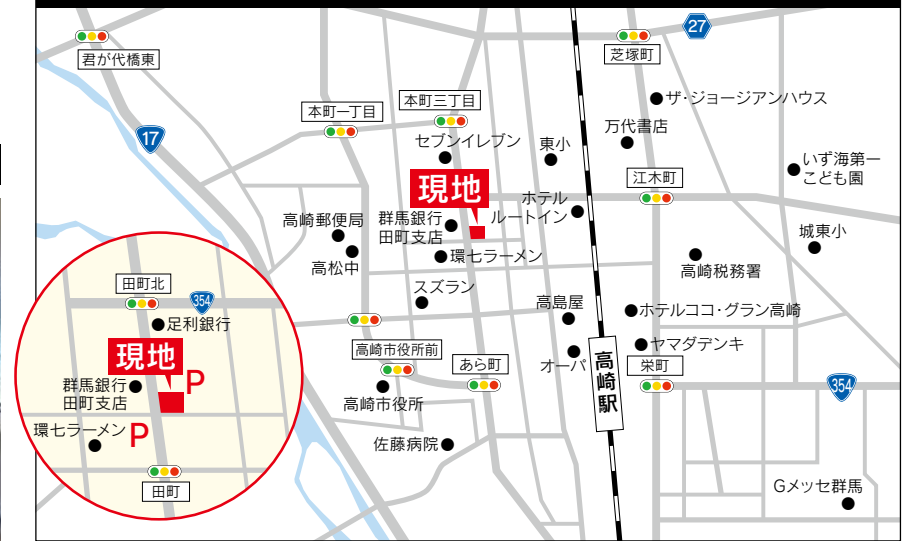 27
君が代橋東
芝塚町
ザ・ジョージアンハウス
本町一丁目
本町三丁目
17
セブンイレブン
東小
万代書店
いず海第一
こども園
現地
江木町
ホテル
ルートイン
高崎郵便局
群馬銀行
田町支店
高松中
環七ラーメン
城東小
高崎税務署
スズラン
高島屋
ホテルココ・グラン高崎
高崎市役所前
あら町
オーパ
高崎駅
ヤマダデンキ
栄町
354
高崎市役所
佐藤病院
Gメッセ群馬
田町北
354
足利銀行
現地
P
群馬銀行
田町支店
環七ラーメン
P
田町